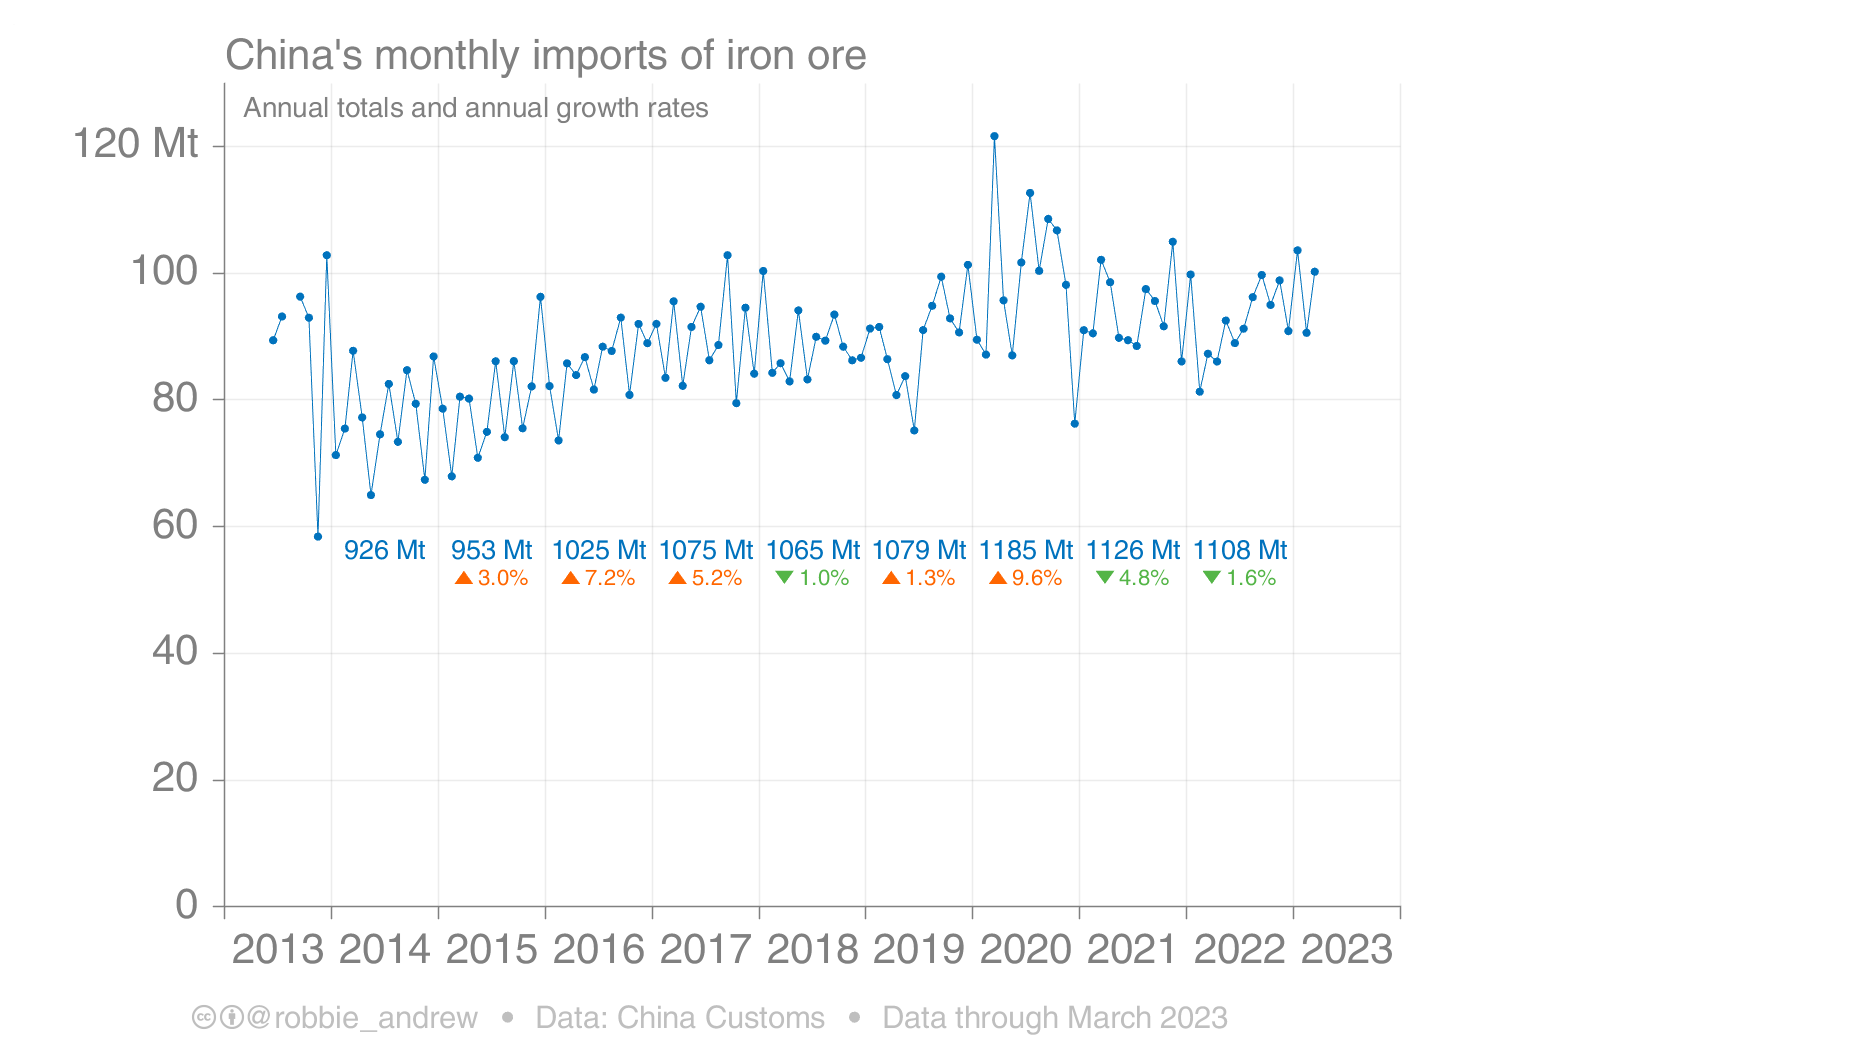 China's monthly imports of iron ore
Annual totals and annual growth rates
120 Mt
100
80
60
926 Mt 953 Mt 1025 Mt 1075 Mt 1065 Mt 1079 Mt 1185 Mt 1126 Mt 1108 Mt
▲ 3.0% ▲ 7.2% ▲ 5.2% ▼ 1.0% ▲ 1.3% ▲ 9.6% ▼ 4.8% ▼ 1.6%
40
20
0
2013 2014 2015 2016 2017 2018 2019 2020 2021 2022 2023
cc @robbie_andrew • Data: China Customs • Data through March 2023